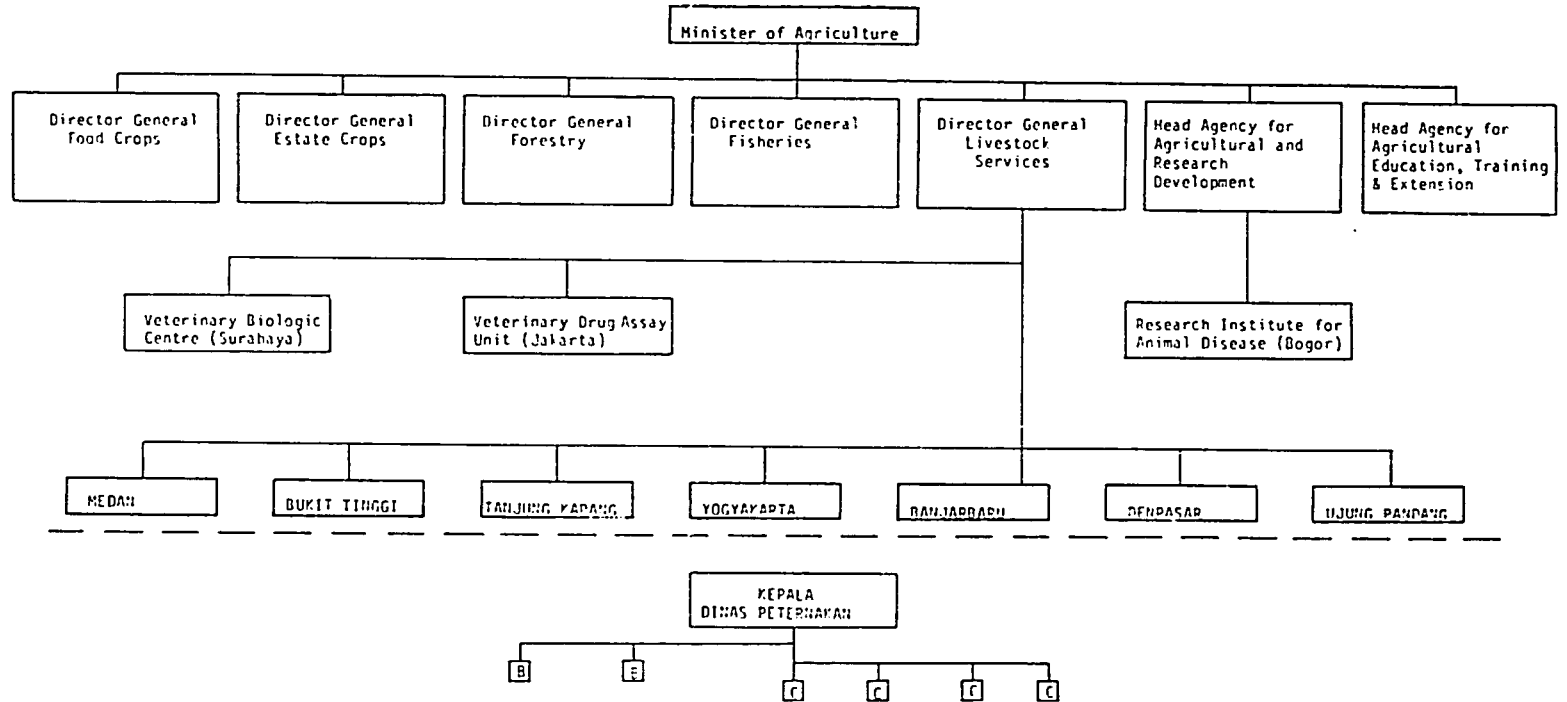 Minister of Agriculture
Director General
Food Crops
Director General
Estate Crops
Director General
Forestry
Director General
Fisheries
Director General
Livestock
Services
Head Agency for
Agricultural and
Research
Development
Head Agency for
Agricultural
Education, Training
& Extension
Veterinary Biologic
Centre (Surabaya)
Veterinary Drug Assay
Unit (Jakarta)
Research Institute for
Animal Disease (Bogor)
MEDAN
BUKIT TINGGI
TANJUNG KARANG
YOGYAKARTA
BANJARBARU
DENPASAR
UJUNG PANDANG
KEPALA
DINAS PETERNAKAN
B
C
C